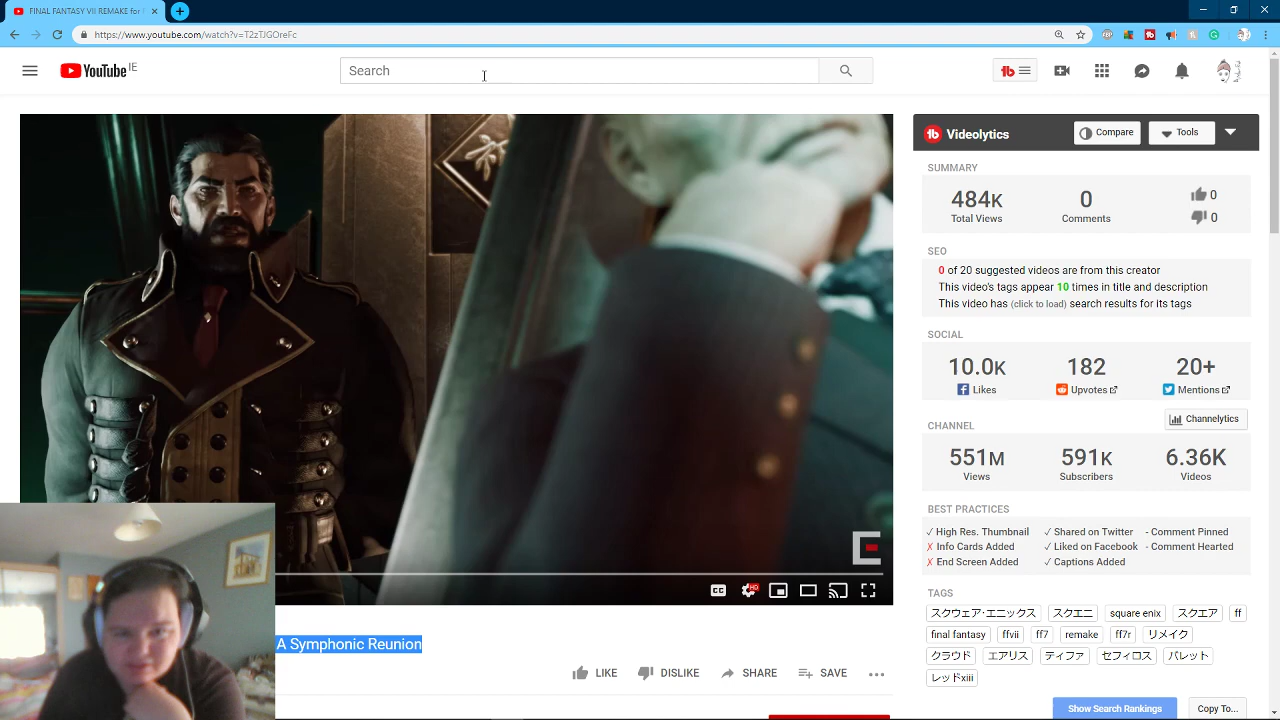 FINAL FANTASY VII REMAKE for
https://www.youtube.com/watch?v=T2zTJGOreFc
YouTube IE
Search
Videolytics
Compare
Tools
SUMMARY
484K
Total Views
0
Comments
0
0
SEO
0 of 20 suggested videos are from this creator
This video's tags appear 10 times in title and description
This video has (click to load) search results for its tags
SOCIAL
10.0K
Likes
182
Upvotes
20+
Mentions
CHANNEL
Channelytics
551M
Views
591K
Subscribers
6.36K
Videos
BEST PRACTICES
✓ High Res. Thumbnail ✓ Shared on Twitter - Comment Pinned
✗ Info Cards Added ✓ Liked on Facebook - Comment Hearted
✗ End Screen Added ✓ Captions Added
TAGS
スクウェア･エニックス スクエニ square enix スクエア ff
final fantasy ffvii ff7 remake ff7r リメイク
クラウド エアリス ティファ セフィロス バレット
レッドxiii
Show Search Rankings
Copy To...
CC
HD
A Symphonic Reunion
LIKE
DISLIKE
SHARE
SAVE